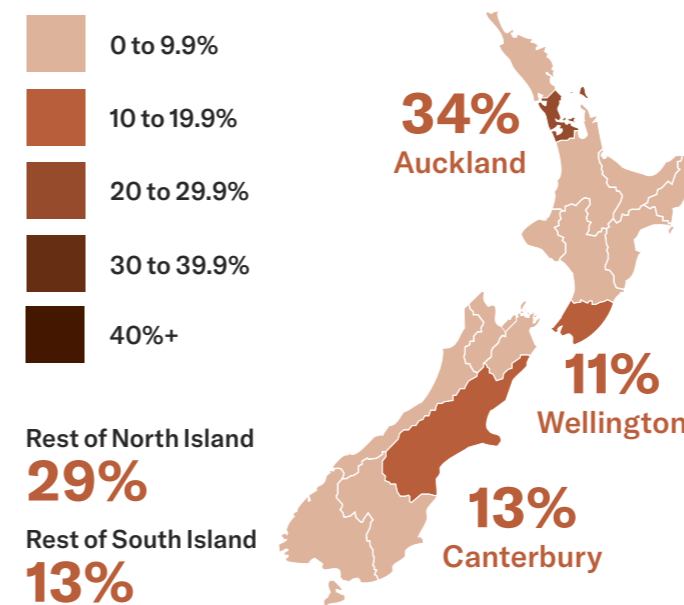 0 to 9.9%
10 to 19.9%
20 to 29.9%
30 to 39.9%
40%+
34%
Auckland
11%
Wellington
13%
Canterbury
Rest of North Island
29%
Rest of South Island
13%